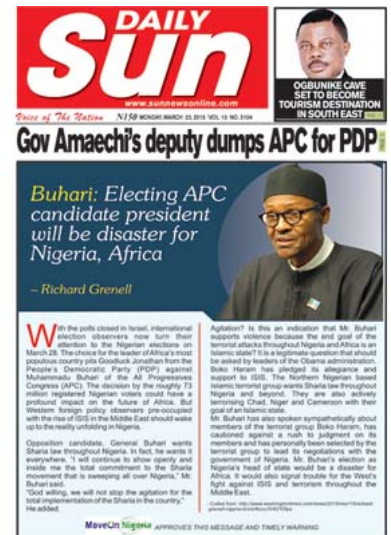 DAILY
Sun
www.sunnewsonline.com
OGBUNIKE CAVE
SET TO BECOME
TOURISM DESTINATION
IN SOUTH EAST
Voice of The Nation N150 MONDAY, MARCH 23, 2015 VOL. 10 NO. 3104
Gov Amaechi's deputy dumps APC for PDP
Buhari: Electing APC
candidate president
will be disaster for
Nigeria, Africa
– Richard Grenell
With the polls closed in Israel, international
election observers now turn their
attention to the Nigerian elections on
March 28. The choice for the leader of Africa's most
populous country pits Goodluck Jonathan from the
People's Democratic Party (PDP) against
Muhammadu Buhari of the All Progressives
Congress (APC). The decision by the roughly 73
million registered Nigerian voters could have a
profound impact on the future of Africa. But
Western foreign policy observers pre-occupied
with the rise of ISIS in the Middle East should wake
up to the reality unfolding in Nigeria.
Opposition candidate, General Buhari wants
Sharia law throughout Nigeria. In fact, he wants it
everywhere. "I will continue to show openly and
inside me the total commitment to the Sharia
movement that is sweeping all over Nigeria," Mr.
Buhari said.
"God willing, we will not stop the agitation for the
total implementation of the Sharia in the country,"
He added.
Agitation? Is this an indication that Mr. Buhari
supports violence because the end goal of the
terrorist attacks throughout Nigeria and Africa is an
Islamic state? It is a legitimate question that should
be asked by leaders of the Obama administration.
Boko Haram has pledged its allegiance and
support to ISIS. The Northern Nigerian based
Islamic terrorist group wants Sharia law throughout
Nigeria and beyond. They are also actively
terrorising Chad, Niger and Cameroon with their
goal of an Islamic state.
Mr. Buhari has also spoken sympathetically about
members of the terrorist group Boko Haram, has
cautioned against a rush to judgment on its
members and has personally been selected by the
terrorist group to lead its negotiations with the
government of Nigeria. Mr. Buhari's election as
Nigeria's head of state would be a disaster for
Africa. It would also signal trouble for the West's
fight against ISIS and terrorism throughout the
Middle East.
MoveOn Nigeria APPROVES THIS MESSAGE AND TIMELY WARNING